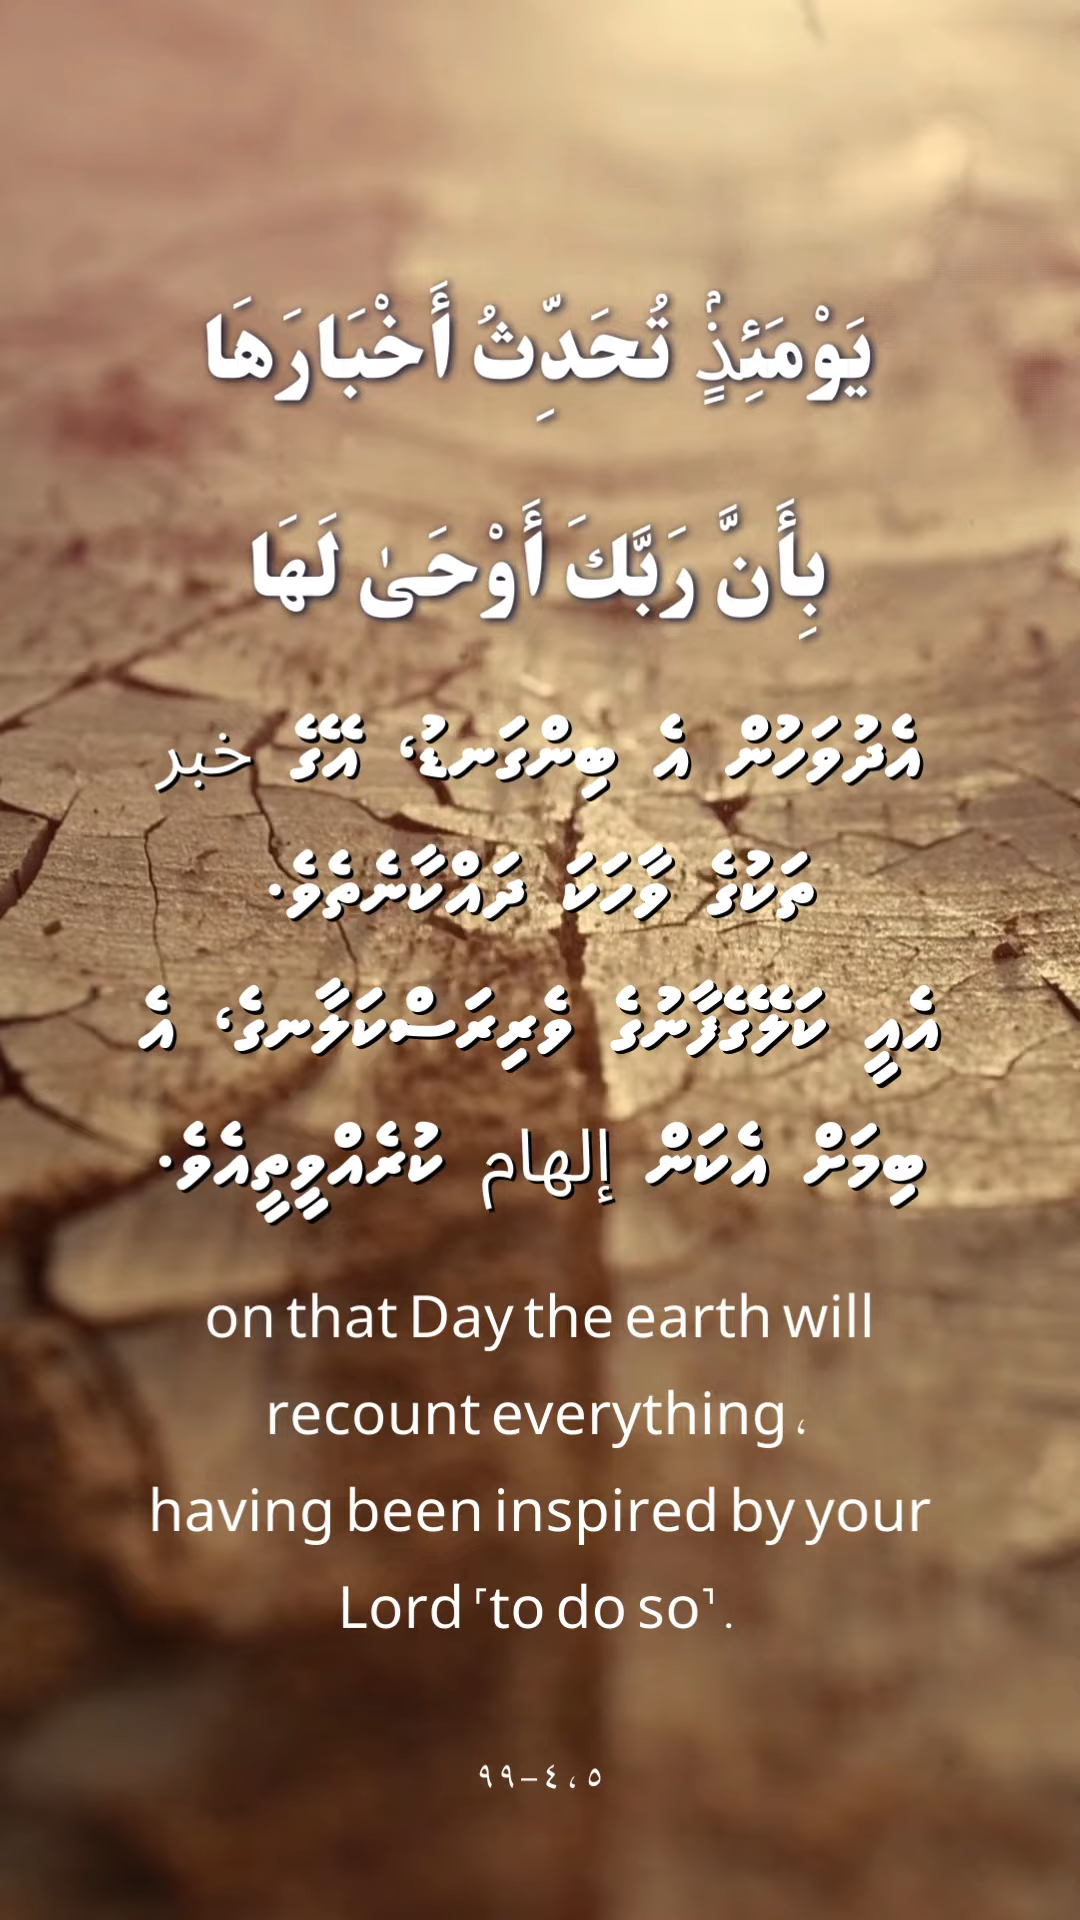 يَوْمَئِذٍۢ تُحَدِّثُ أَخْبَارَهَا
بِأَنَّ رَبَّكَ أَوْحَىٰ لَهَا
އެދުވަހުން އެ ބިންގަނޑު، އޭގެ خبر
ތަކުގެ ވާހަކަ ދައްކާނެތެވެ.
އެއީ ކަލޭގެފާނުގެ ވެރިރަސްކަލާނގެ، އެ
ބިމަށް އެކަން إلهام ކުރެއްވީތީއެވެ.
on that Day the earth will
recount everything،
having been inspired by your
Lord ⸢to do so⸣.
٩٩-٤،٥